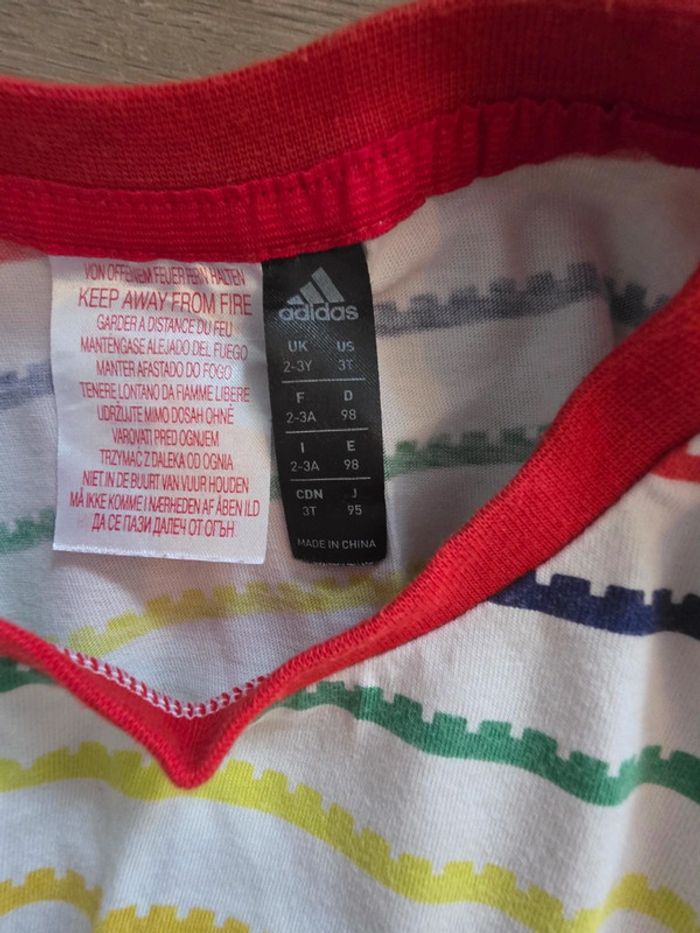 VON OFFENEM FEUER FERN HALTEN
KEEP AWAY FROM FIRE
GARDER A DISTANCE DU FEU
MANTÉNGASE ALEJADO DEL FUEGO
MANTER AFASTADO DO FOGO
TENERE LONTANO DA FIAMME LIBERE
UDRŽUJTE MIMO DOSAH OHNĚ
VAROVATI PRED OGNJEM
TRZYMAĆ Z DALEKA OD OGNIA
NIET IN DE BUURT VAN VUUR HOUDEN
MÅ IKKE KOMME I NÆRHEDEN AF ÅBEN ILD
ДА СЕ ПАЗИ ДАЛЕЧ ОТ ОГЪН
adidas
UK US
2-3Y 3T
F D
2-3A 98
I E
2-3A 98
CDN J
3T 95
MADE IN CHINA